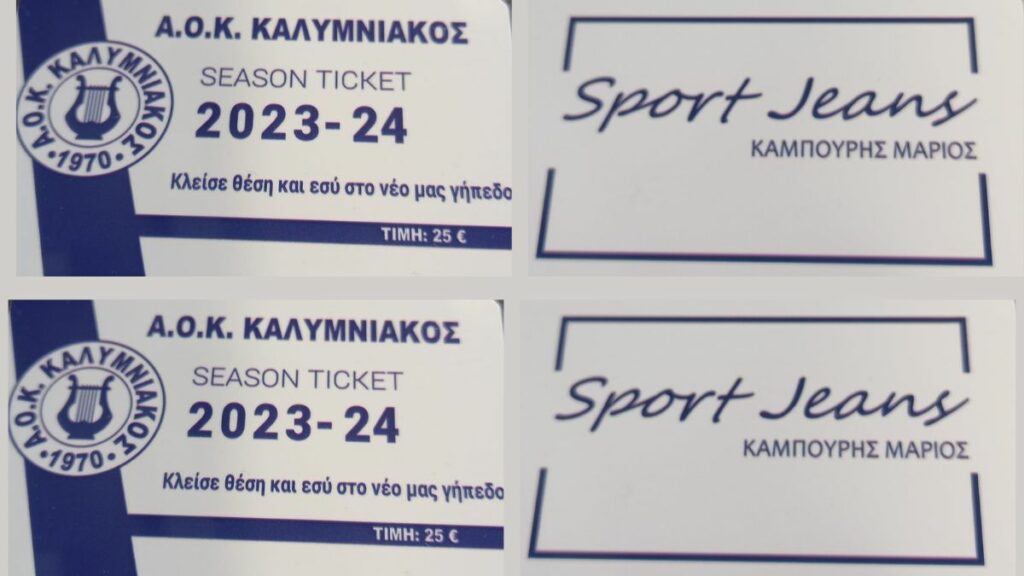 Α.Ο.Κ. ΚΑΛΥΜΝΙΑΚΟΣ
SEASON TICKET
2023-24
Κλείσε θέση και εσύ στο νέο μας γήπεδο
ΤΙΜΗ: 25 €
Α.Ο.Κ. ΚΑΛΥΜΝΙΑΚΟΣ
• 1970 •
Sport Jeans
ΚΑΜΠΟΥΡΗΣ ΜΑΡΙΟΣ
Α.Ο.Κ. ΚΑΛΥΜΝΙΑΚΟΣ
SEASON TICKET
2023-24
Κλείσε θέση και εσύ στο νέο μας γήπεδο
ΤΙΜΗ: 25 €
Α.Ο.Κ. ΚΑΛΥΜΝΙΑΚΟΣ
• 1970 •
Sport Jeans
ΚΑΜΠΟΥΡΗΣ ΜΑΡΙΟΣ